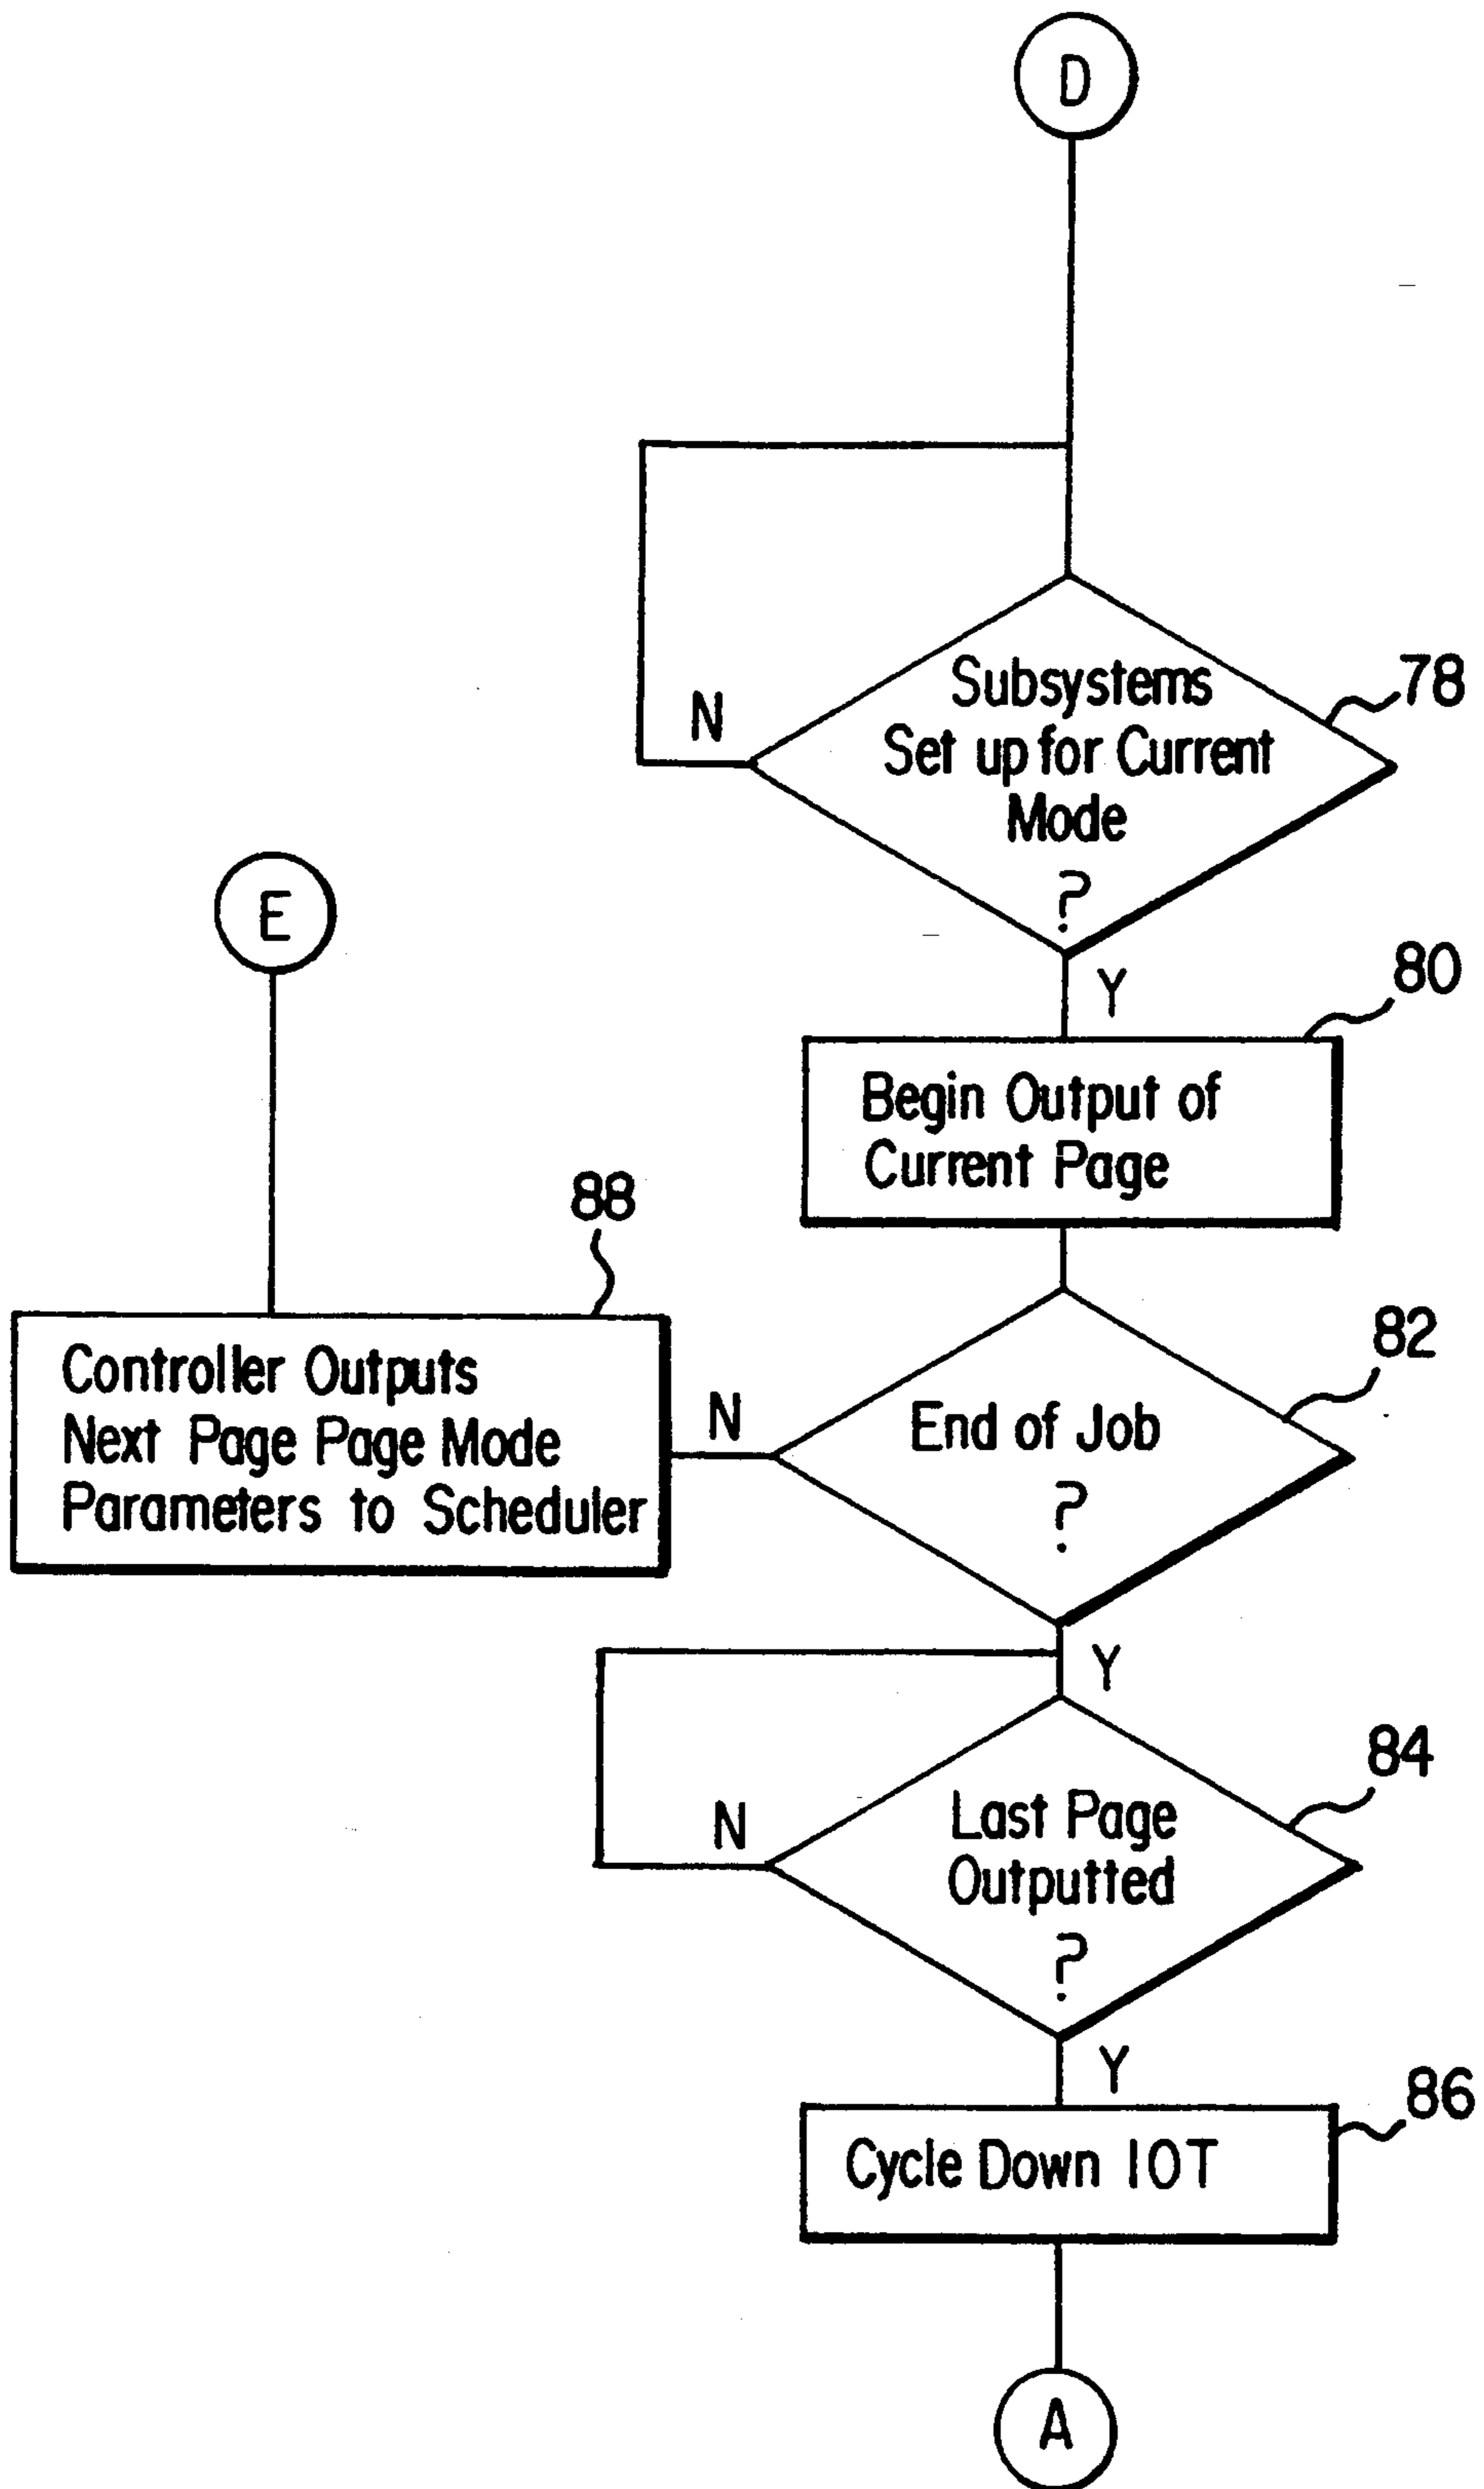 D
Subsystems
Set up for Current
Mode
?
78
N
Y
E
80
Begin Output of
Current Page
88
Controller Outputs
Next Page Page Mode
Parameters to Scheduler
82
N
End of Job
?
Y
84
N
Last Page
Outputted
?
Y
86
Cycle Down IOT
A